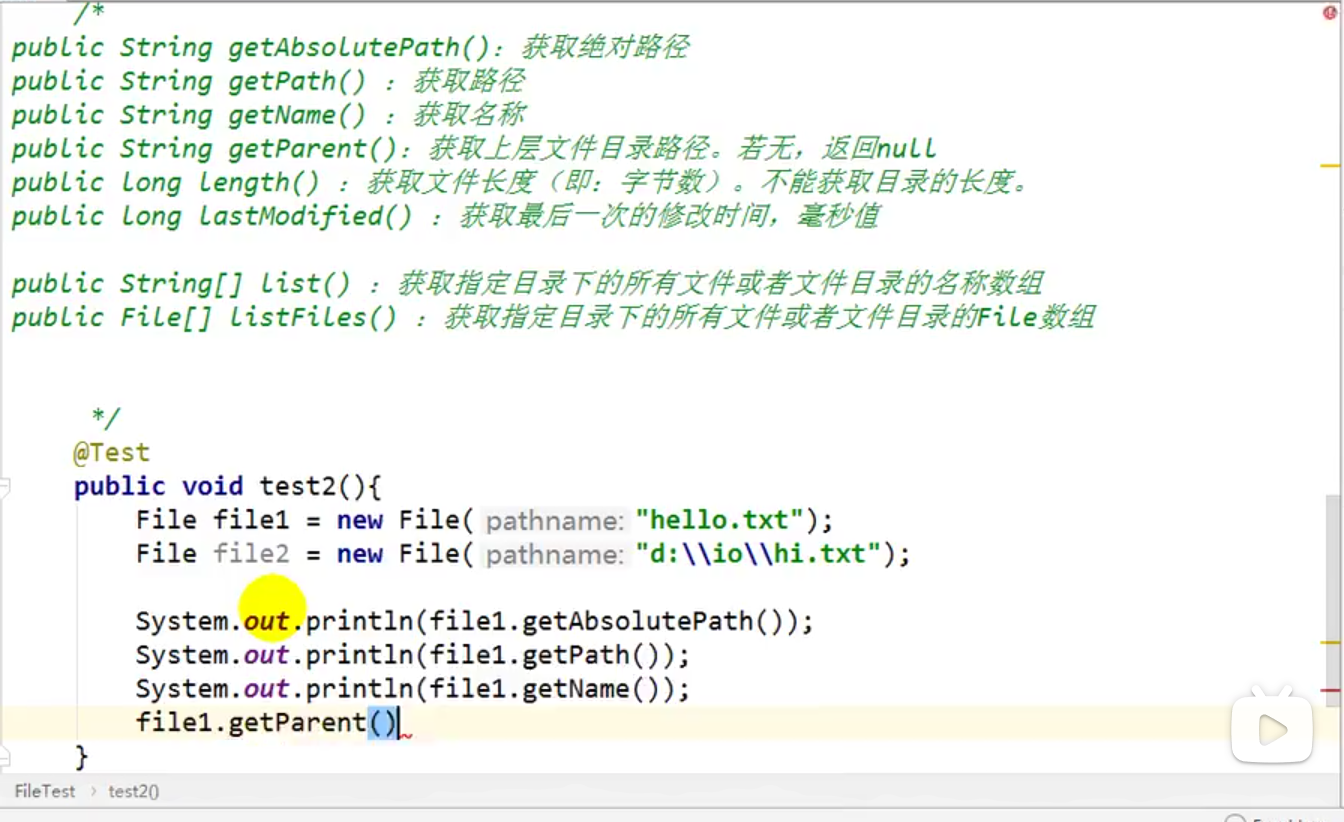 /*
public String getAbsolutePath()：获取绝对路径
public String getPath() ：获取路径
public String getName() ：获取名称
public String getParent()：获取上层文件目录路径。若无，返回null
public long length() ：获取文件长度（即：字节数）。不能获取目录的长度。
public long lastModified() ：获取最后一次的修改时间，毫秒值
public String[] list() ：获取指定目录下的所有文件或者文件目录的名称数组
public File[] listFiles() ：获取指定目录下的所有文件或者文件目录的File数组
*/
@Test
public void test2(){
File file1 = new File( pathname: "hello.txt");
File file2 = new File( pathname: "d:\\io\\hi.txt");
System.out.println(file1.getAbsolutePath());
System.out.println(file1.getPath());
System.out.println(file1.getName());
file1.getParent()
}
FileTest › test2()